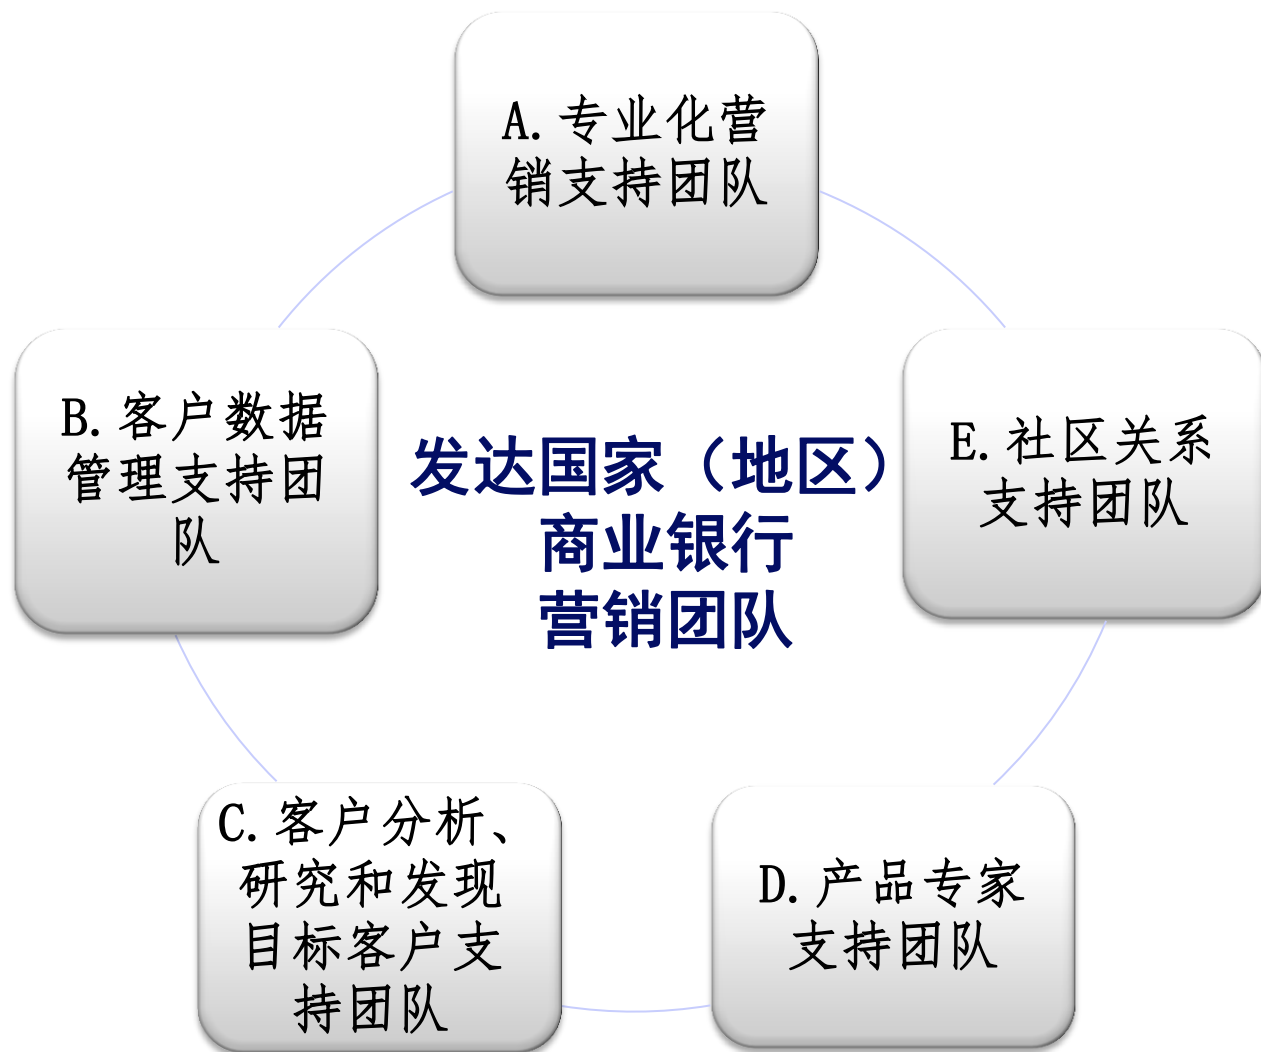 A.专业化营
销支持团队
B.客户数据
管理支持团
队
发达国家（地区）
商业银行
营销团队
E.社区关系
支持团队
C.客户分析、
研究和发现
目标客户支
持团队
D.产品专家
支持团队